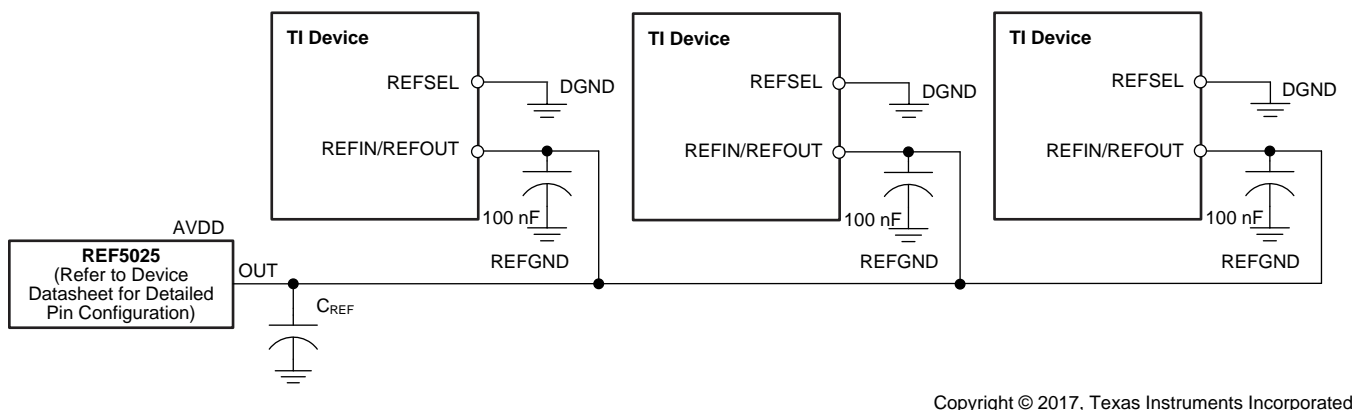 TI Device
REFSEL
DGND
REFIN/REFOUT
100 nF
REFGND
TI Device
REFSEL
DGND
REFIN/REFOUT
100 nF
REFGND
TI Device
REFSEL
DGND
REFIN/REFOUT
100 nF
REFGND
AVDD
REF5025
(Refer to Device
Datasheet for Detailed
Pin Configuration)
OUT
CREF
Copyright © 2017, Texas Instruments Incorporated